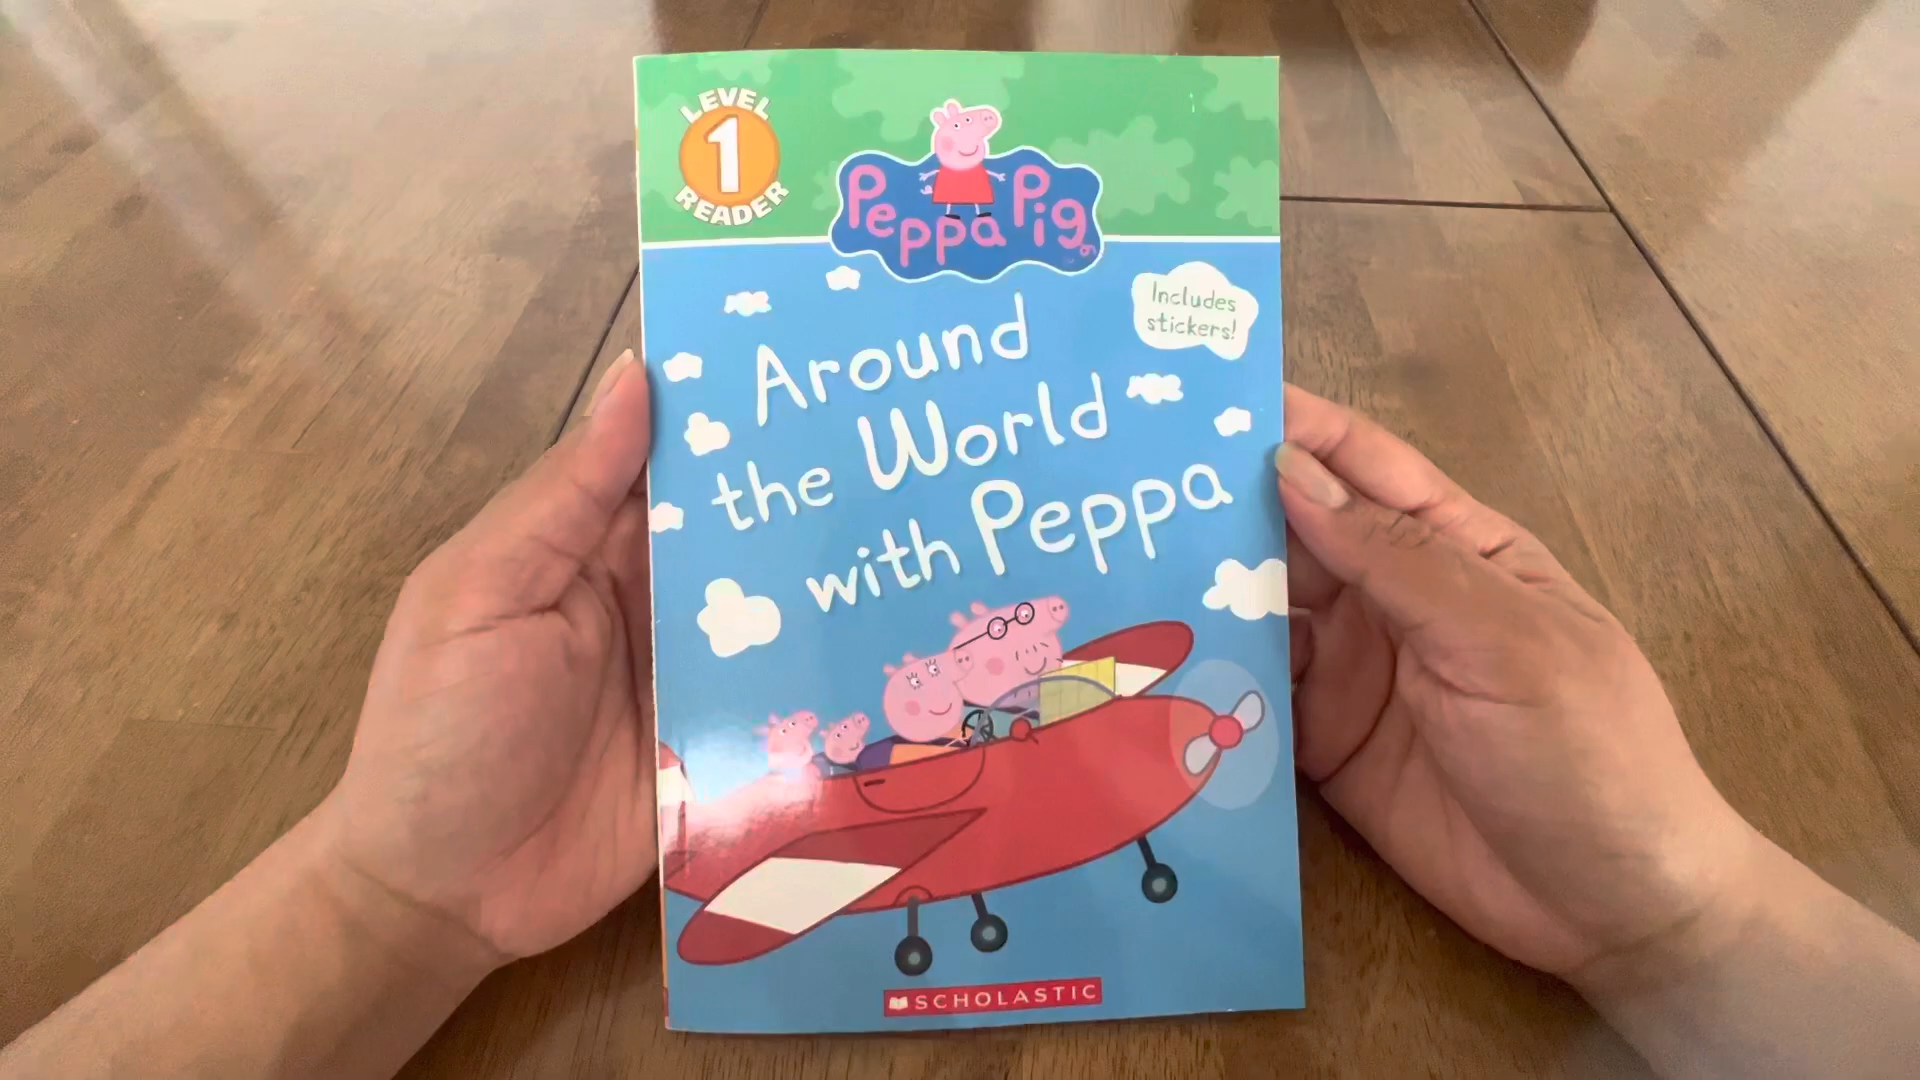 LEVEL
1
READER
Peppa Pig
Includes
stickers!
Around
the World
with Peppa
SCHOLASTIC